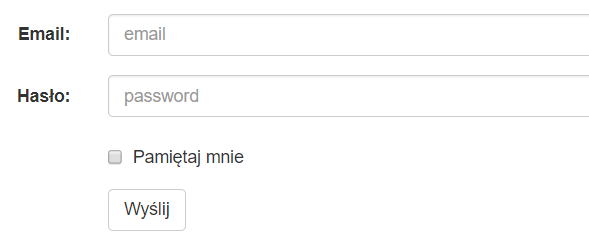 Email: email
Hasło: password
Pamiętaj mnie
Wyślij